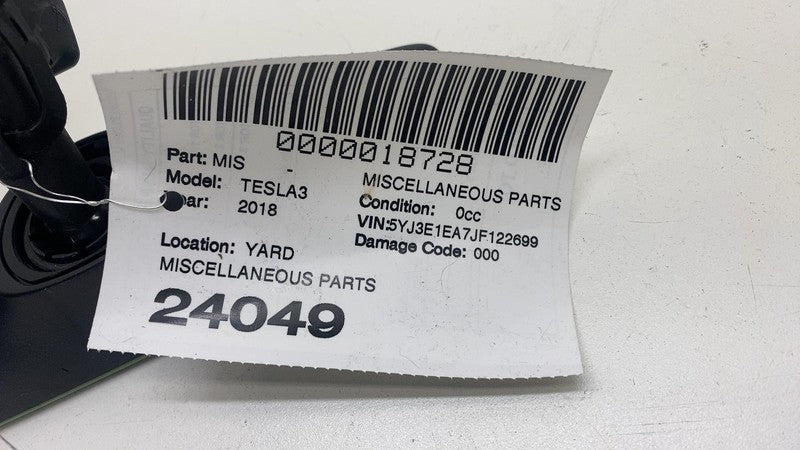 0000018728
Part: MIS -
MISCELLANEOUS PARTS
Model: TESLA3
Condition: 0cc
ar: 2018
VIN:5YJ3E1EA7JF122699
Damage Code: 000
Location: YARD
MISCELLANEOUS PARTS
24049